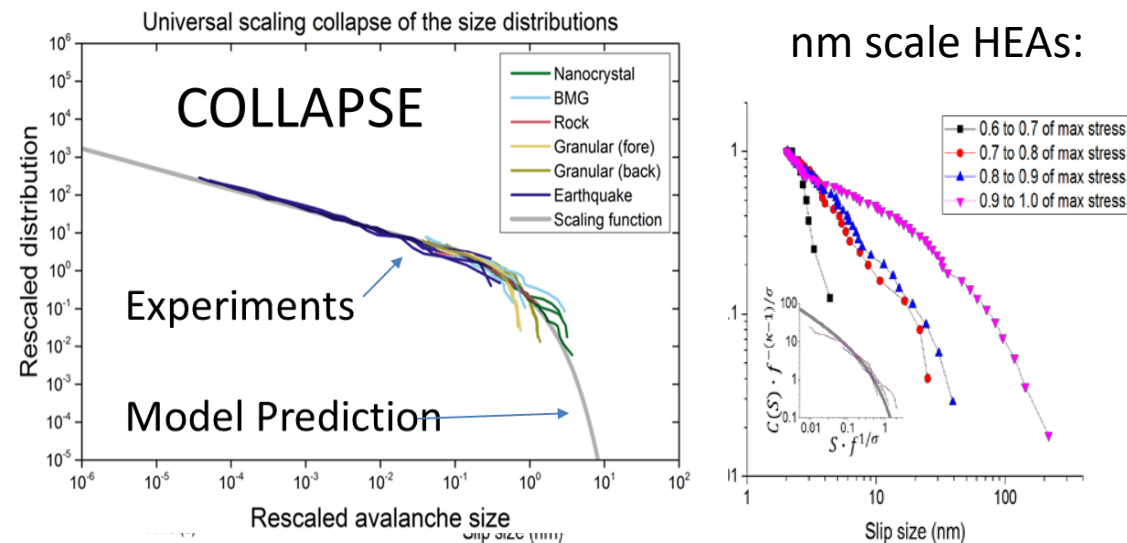 Universal scaling collapse of the size distributions
nm scale HEAs:
COLLAPSE
Nanocrystal
BMG
Rock
Granular (fore)
Granular (back)
Earthquake
Scaling function
Experiments
Model Prediction
Rescaled distribution
10^6
10^5
10^4
10^3
10^2
10^1
10^0
10^-1
10^-2
10^-3
10^-4
10^-5
10^-6
10^-5
10^-4
10^-3
10^-2
10^-1
10^0
10^1
10^2
Rescaled avalanche size
Slip size (nm)
0.6 to 0.7 of max stress
0.7 to 0.8 of max stress
0.8 to 0.9 of max stress
0.9 to 1.0 of max stress
1
.1
1
10
100
Slip size (nm)
C(S) · f^{-(κ-1)/σ}
100
10
1
0.1
0.01
0.1
1
S · f^{1/σ}